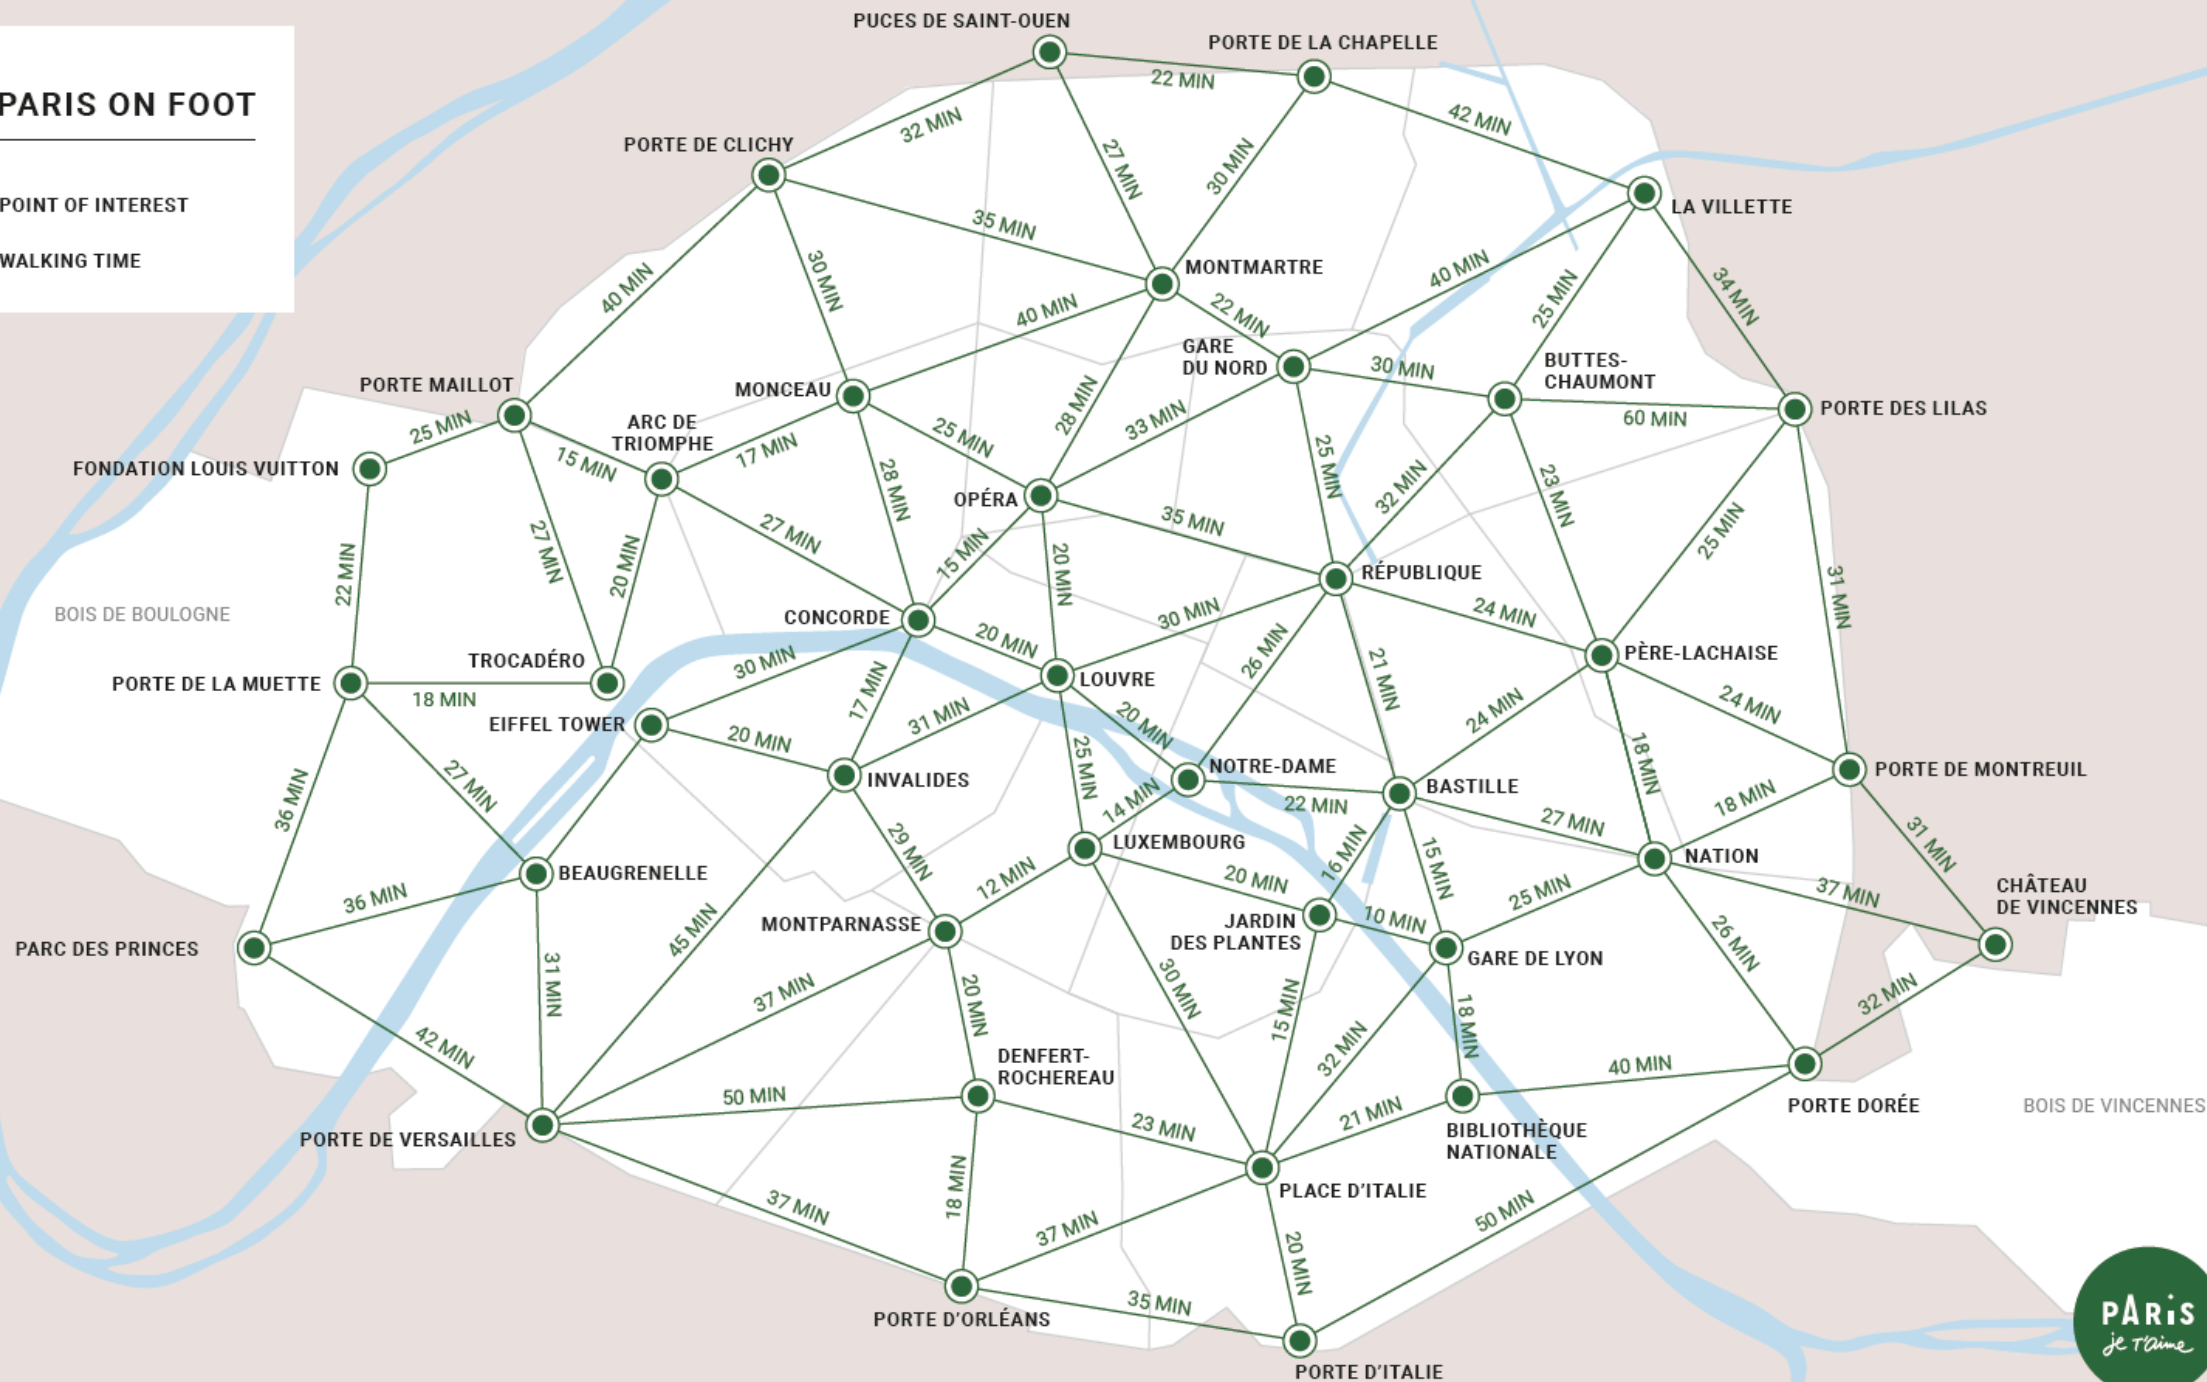 PUCES DE SAINT-OUEN
PORTE DE LA CHAPELLE
22 MIN
PARIS ON FOOT
42 MIN
32 MIN
PORTE DE CLICHY
27 MIN
30 MIN
POINT OF INTEREST
LA VILLETTE
35 MIN
WALKING TIME
MONTMARTRE
40 MIN
30 MIN
40 MIN
25 MIN
34 MIN
40 MIN
22 MIN
GARE
DU NORD
30 MIN
BUTTES-
CHAUMONT
PORTE MAILLOT
MONCEAU
28 MIN
60 MIN
PORTE DES LILAS
25 MIN
ARC DE
TRIOMPHE
17 MIN
25 MIN
33 MIN
15 MIN
FONDATION LOUIS VUITTON
25 MIN
32 MIN
28 MIN
OPÉRA
23 MIN
35 MIN
27 MIN
27 MIN
25 MIN
20 MIN
15 MIN
20 MIN
22 MIN
RÉPUBLIQUE
31 MIN
BOIS DE BOULOGNE
CONCORDE
30 MIN
24 MIN
20 MIN
26 MIN
TROCADÉRO
30 MIN
PÈRE-LACHAISE
PORTE DE LA MUETTE
18 MIN
17 MIN
LOUVRE
21 MIN
24 MIN
24 MIN
EIFFEL TOWER
20 MIN
31 MIN
20 MIN
25 MIN
18 MIN
NOTRE-DAME
PORTE DE MONTREUIL
INVALIDES
BASTILLE
27 MIN
36 MIN
14 MIN
22 MIN
18 MIN
27 MIN
LUXEMBOURG
29 MIN
16 MIN
15 MIN
NATION
31 MIN
BEAUGRENELLE
12 MIN
20 MIN
25 MIN
37 MIN
CHÂTEAU
DE VINCENNES
36 MIN
45 MIN
MONTPARNASSE
JARDIN
DES PLANTES
10 MIN
26 MIN
PARC DES PRINCES
GARE DE LYON
31 MIN
37 MIN
20 MIN
30 MIN
15 MIN
32 MIN
18 MIN
32 MIN
42 MIN
DENFERT-
ROCHEREAU
40 MIN
50 MIN
21 MIN
PORTE DORÉE
BOIS DE VINCENNES
23 MIN
BIBLIOTHÈQUE
NATIONALE
PORTE DE VERSAILLES
18 MIN
PLACE D'ITALIE
37 MIN
37 MIN
50 MIN
20 MIN
35 MIN
PORTE D'ORLÉANS
PORTE D'ITALIE
PARiS
je t'aime